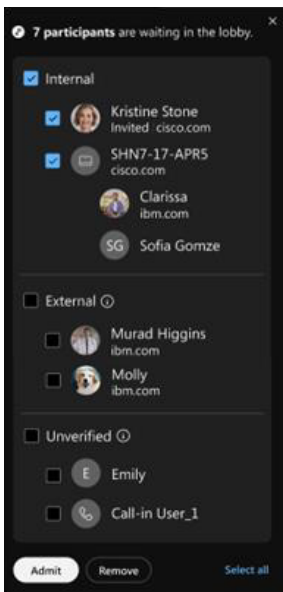 7 participants are waiting in the lobby.
Internal
Kristine Stone
Invited cisco.com
SHN7-17-APR5
cisco.com
Clarissa
ibm.com
SG Sofia Gomze
External
Murad Higgins
ibm.com
Molly
ibm.com
Unverified
E Emily
Call-in User_1
Admit Remove Select all